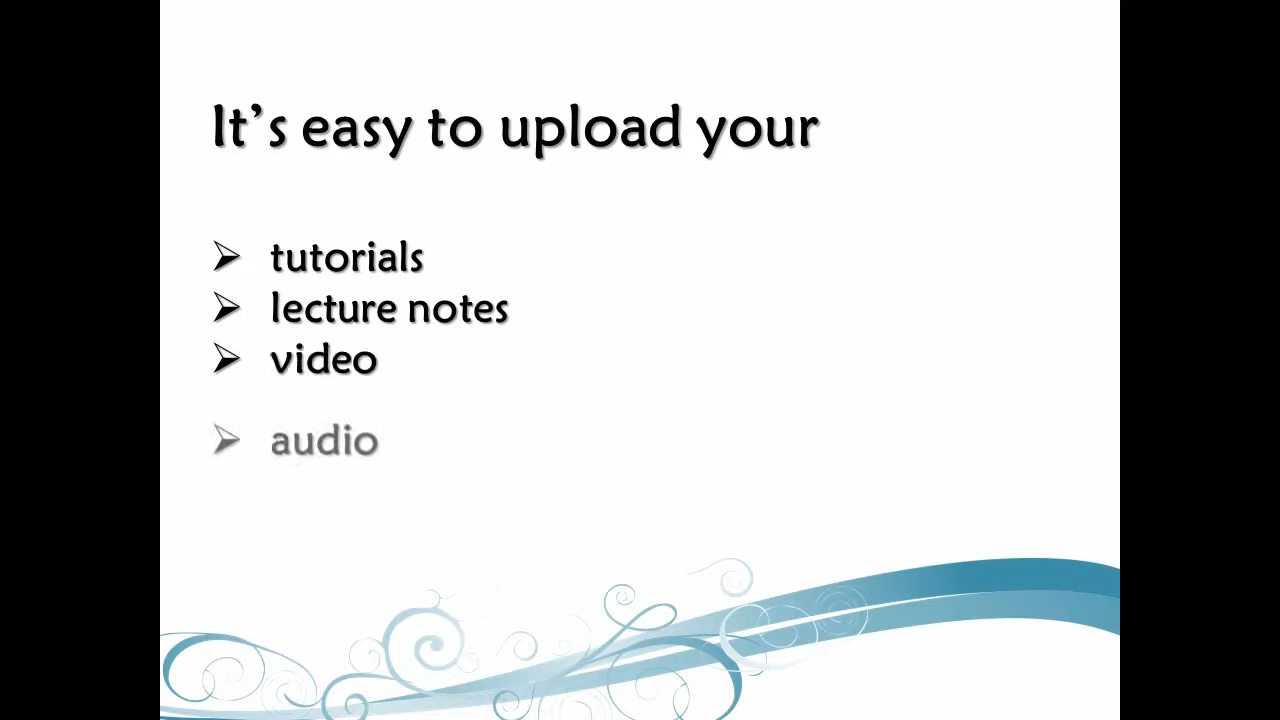 It’s easy to upload your
➢ tutorials
➢ lecture notes
➢ video
➢ audio